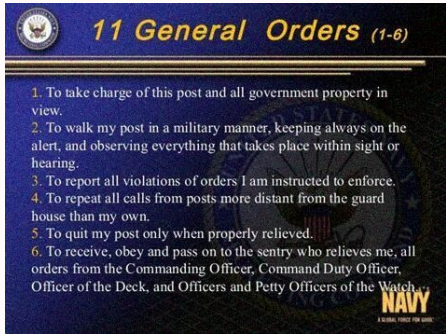 11 General Orders (1-6)
1. To take charge of this post and all government property in
view.
2. To walk my post in a military manner, keeping always on the
alert, and observing everything that takes place within sight or
hearing.
3. To report all violations of orders I am instructed to enforce.
4. To repeat all calls from posts more distant from the guard
house than my own.
5. To quit my post only when properly relieved.
6. To receive, obey and pass on to the sentry who relieves me, all
orders from the Commanding Officer, Command Duty Officer,
Officer of the Deck, and Officers and Petty Officers of the Watch.
NAVY
A GLOBAL FORCE FOR GOOD